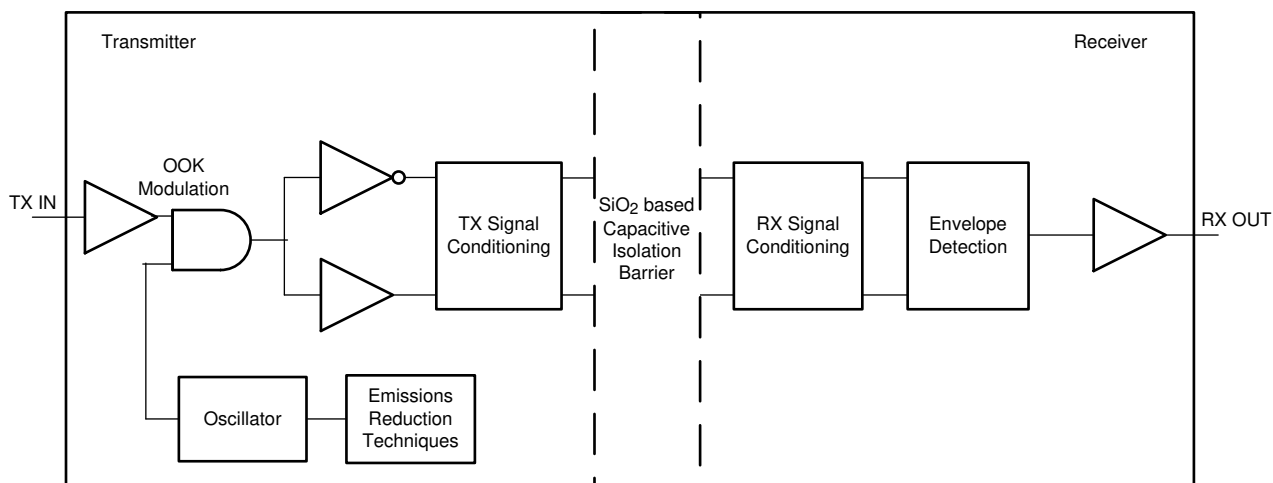 Transmitter
Receiver
OOK
Modulation
TX IN
TX Signal
Conditioning
SiO2 based
Capacitive
Isolation
Barrier
RX Signal
Conditioning
Envelope
Detection
RX OUT
Oscillator
Emissions
Reduction
Techniques